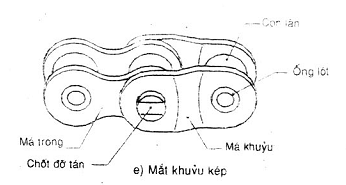 Con lăn
Ống lót
Má trong
Má khuỷu
Chốt đỡ tán
e) Mắt khuỷu kép